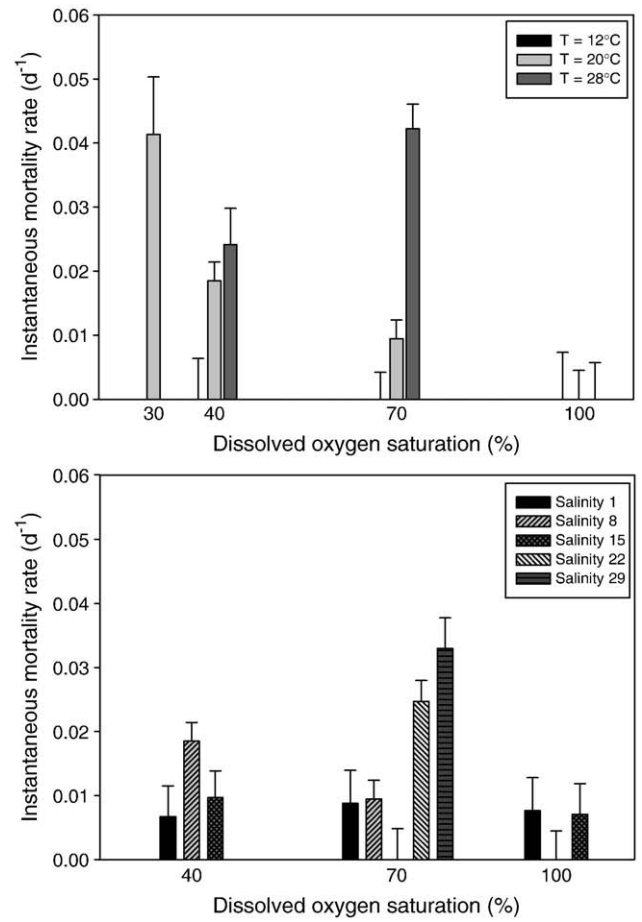 0.06
0.05
0.04
0.03
0.02
0.01
0.00
Instantaneous mortality rate (d⁻¹)
T = 12°C
T = 20°C
T = 28°C
30 40 70 100
Dissolved oxygen saturation (%)
0.06
0.05
0.04
0.03
0.02
0.01
0.00
Instantaneous mortality rate (d⁻¹)
Salinity 1
Salinity 8
Salinity 15
Salinity 22
Salinity 29
40 70 100
Dissolved oxygen saturation (%)